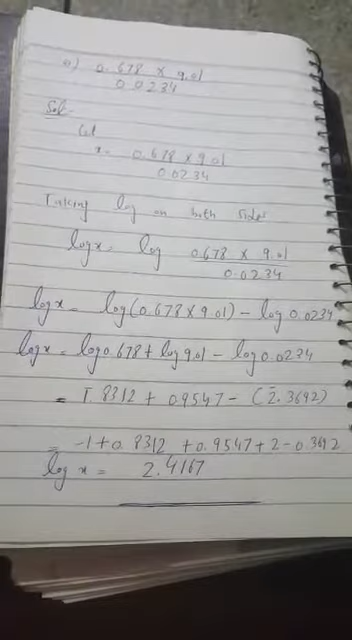 a) 0.678 × 9.01
0.0234
Sol-
Let
x = 0.678 × 9.01
0.0234
Taking log on both sides
log x = log 0.678 × 9.01
0.0234
log x = log(0.678 × 9.01) - log 0.0234
log x = log 0.678 + log 9.01 - log 0.0234
= 1̄.8312 + 0.9547 - (2̄.3692)
= -1+0.8312 + 0.9547 + 2 - 0.3692
log x = 2.4167